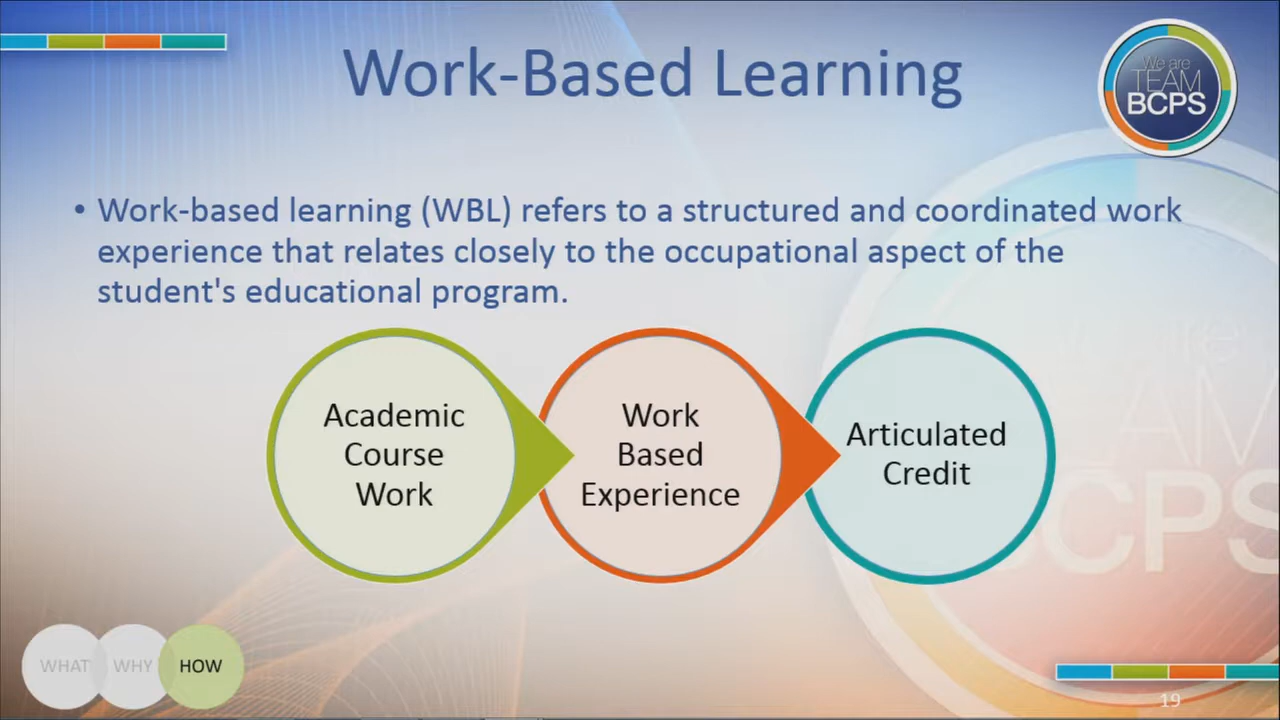 Work-Based Learning
We are
TEAM
BCPS
• Work-based learning (WBL) refers to a structured and coordinated work
experience that relates closely to the occupational aspect of the
student's educational program.
Academic
Course
Work
Work
Based
Experience
Articulated
Credit
WHAT
WHY
HOW
19